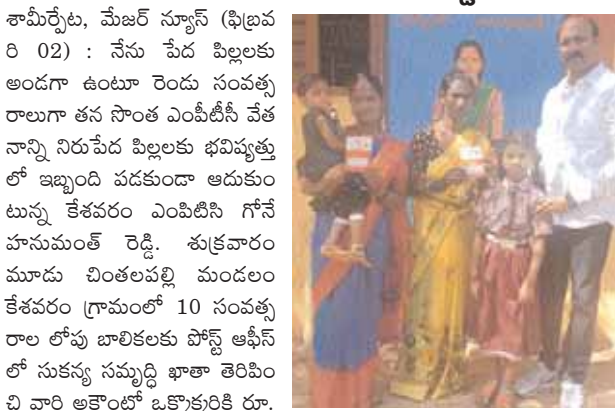 శామీర్పేట, మేజర్ న్యూస్ (ఫిబ్రవ
రి 02) : నేను పేద పిల్లలకు
అండగా ఉంటూ రెండు సంవత్స
రాలుగా తన సొంత ఎంపీటీసీ వేత
నాన్ని నిరుపేద పిల్లలకు భవిష్యత్తు
లో ఇబ్బంది పడకుండా ఆదుకుం
టున్న కేశవరం ఎంపిటిసి గోనే
హనుమంత్ రెడ్డి. శుక్రవారం
మూడు చింతలపల్లి మండలం
కేశవరం గ్రామంలో 10 సంవత్స
రాల లోపు బాలికలకు పోస్ట్ ఆఫీస్
లో సుకన్య సమృద్ధి ఖాతా తెరిపిం
చి వారి అకౌంట్లో ఒక్కొక్కరికి రూ.